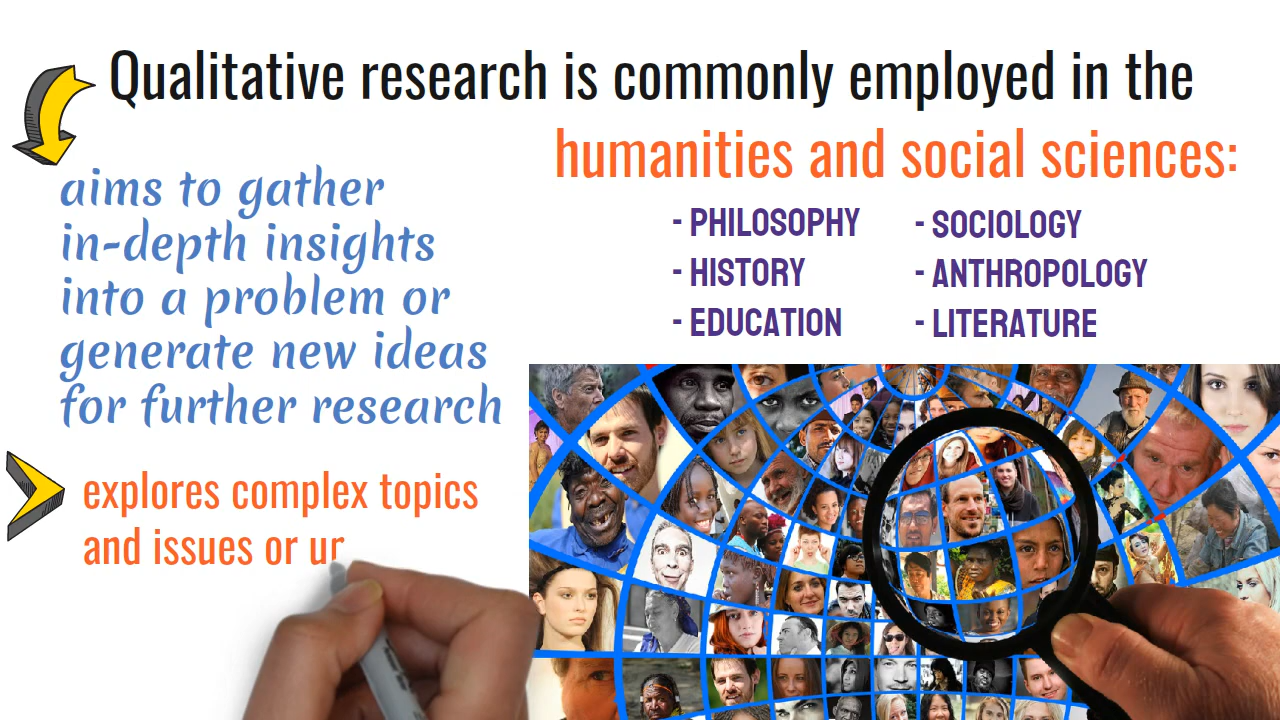 Qualitative research is commonly employed in the
humanities and social sciences:
- PHILOSOPHY
- HISTORY
- EDUCATION
- SOCIOLOGY
- ANTHROPOLOGY
- LITERATURE
aims to gather
in-depth insights
into a problem or
generate new ideas
for further research
explores complex topics
and issues or ur